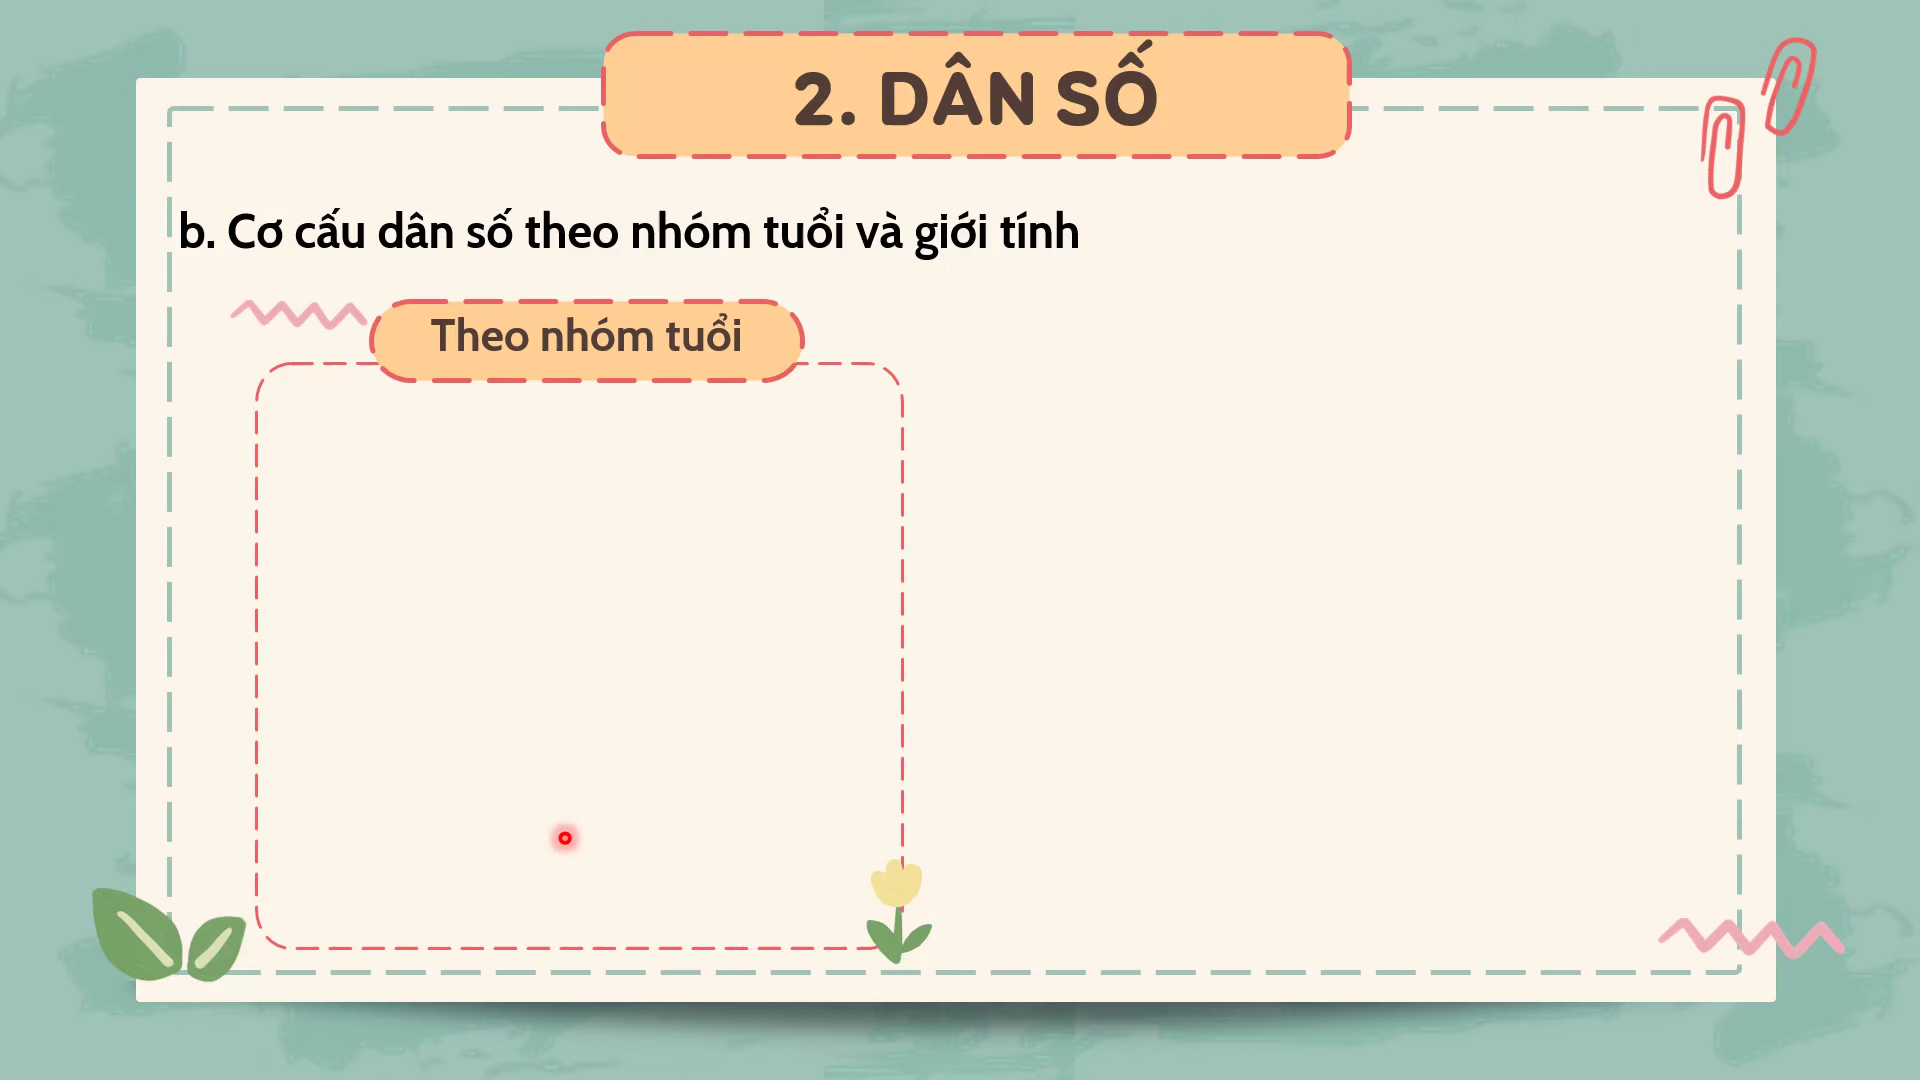 2. DÂN SỐ
b. Cơ cấu dân số theo nhóm tuổi và giới tính
Theo nhóm tuổi